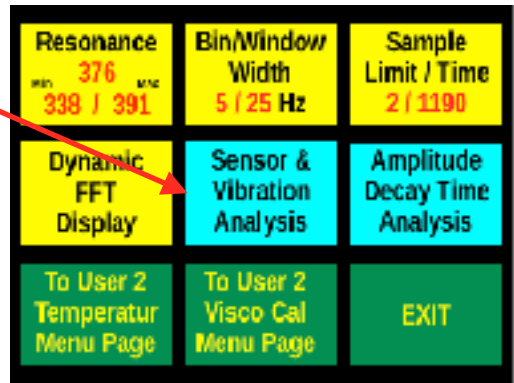 Resonance
376
MIN MAX
338 / 391
Bin/Window
Width
5 / 25 Hz
Sample
Limit / Time
2 / 1190
Dynamic
FFT
Display
Sensor &
Vibration
Analysis
Amplitude
Decay Time
Analysis
To User 2
Temperatur
Menu Page
To User 2
Visco Cal
Menu Page
EXIT